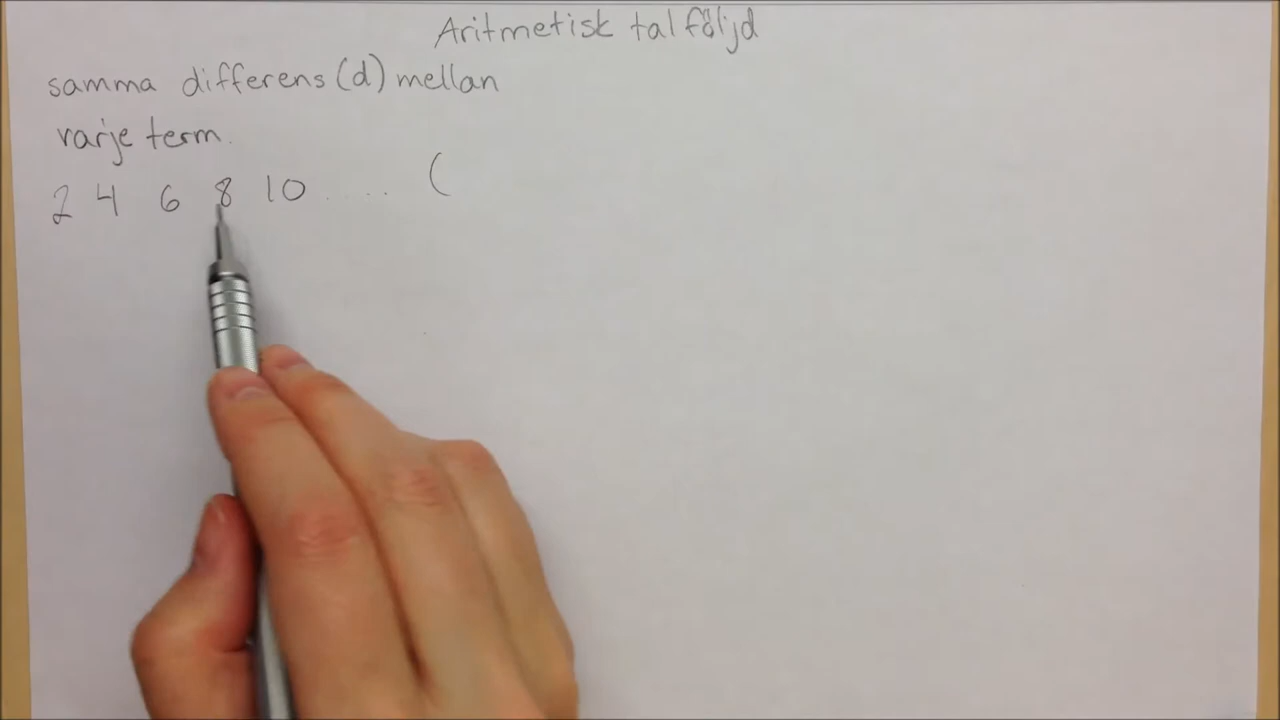 Aritmetisk talföljd
samma differens (d) mellan
varje term.
2 4 6 8 10 ..... (